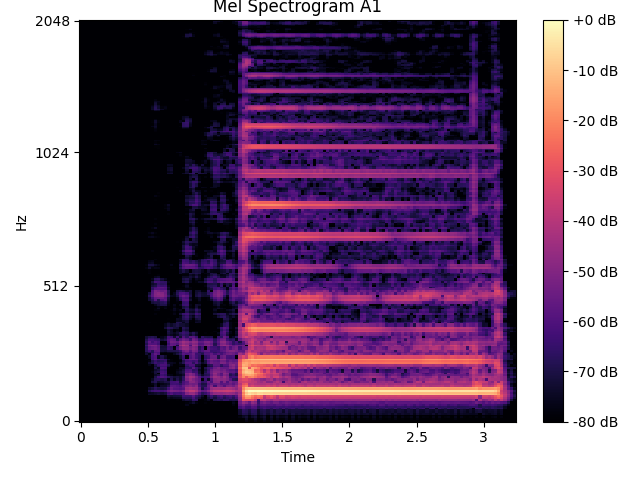 Mel Spectrogram A1
2048
1024
512
0
Hz
0
0.5
1
1.5
2
2.5
3
Time
+0 dB
-10 dB
-20 dB
-30 dB
-40 dB
-50 dB
-60 dB
-70 dB
-80 dB